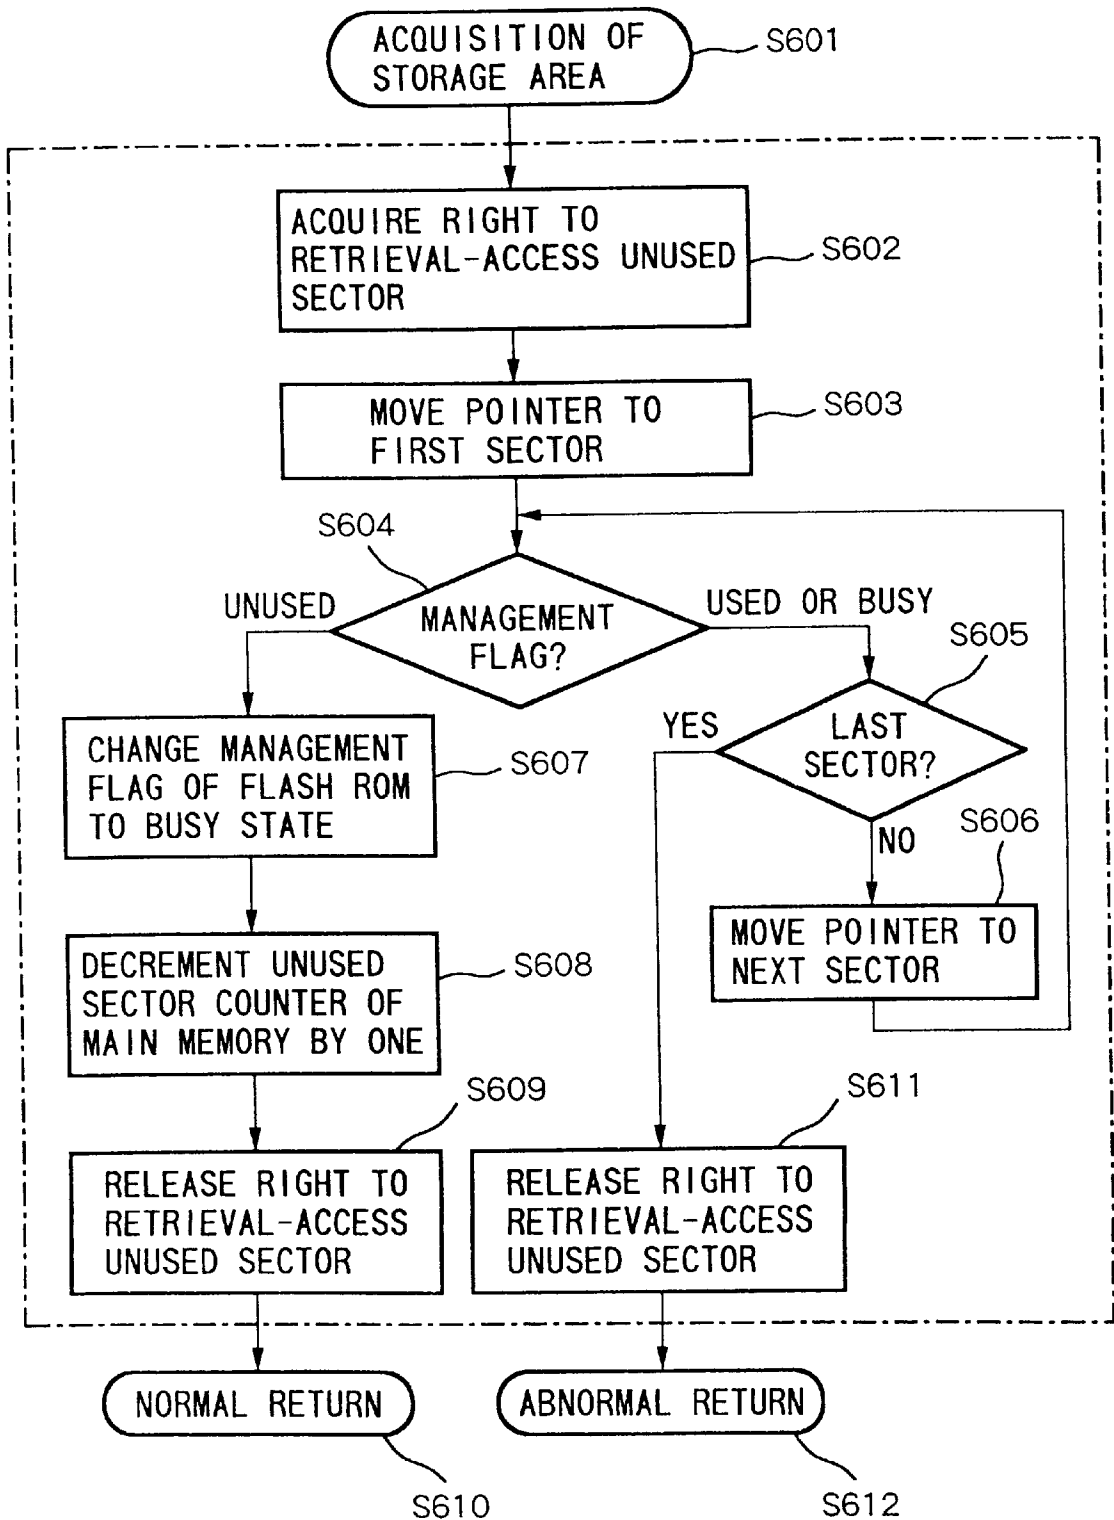 ACQUISITION OF
STORAGE AREA
S601
ACQUIRE RIGHT TO
RETRIEVAL-ACCESS UNUSED
SECTOR
S602
MOVE POINTER TO
FIRST SECTOR
S603
S604
UNUSED
MANAGEMENT
FLAG?
USED OR BUSY
S605
YES
LAST
SECTOR?
NO
S606
MOVE POINTER TO
NEXT SECTOR
CHANGE MANAGEMENT
FLAG OF FLASH ROM
TO BUSY STATE
S607
DECREMENT UNUSED
SECTOR COUNTER OF
MAIN MEMORY BY ONE
S608
S609
RELEASE RIGHT TO
RETRIEVAL-ACCESS
UNUSED SECTOR
S611
RELEASE RIGHT TO
RETRIEVAL-ACCESS
UNUSED SECTOR
NORMAL RETURN
S610
ABNORMAL RETURN
S612